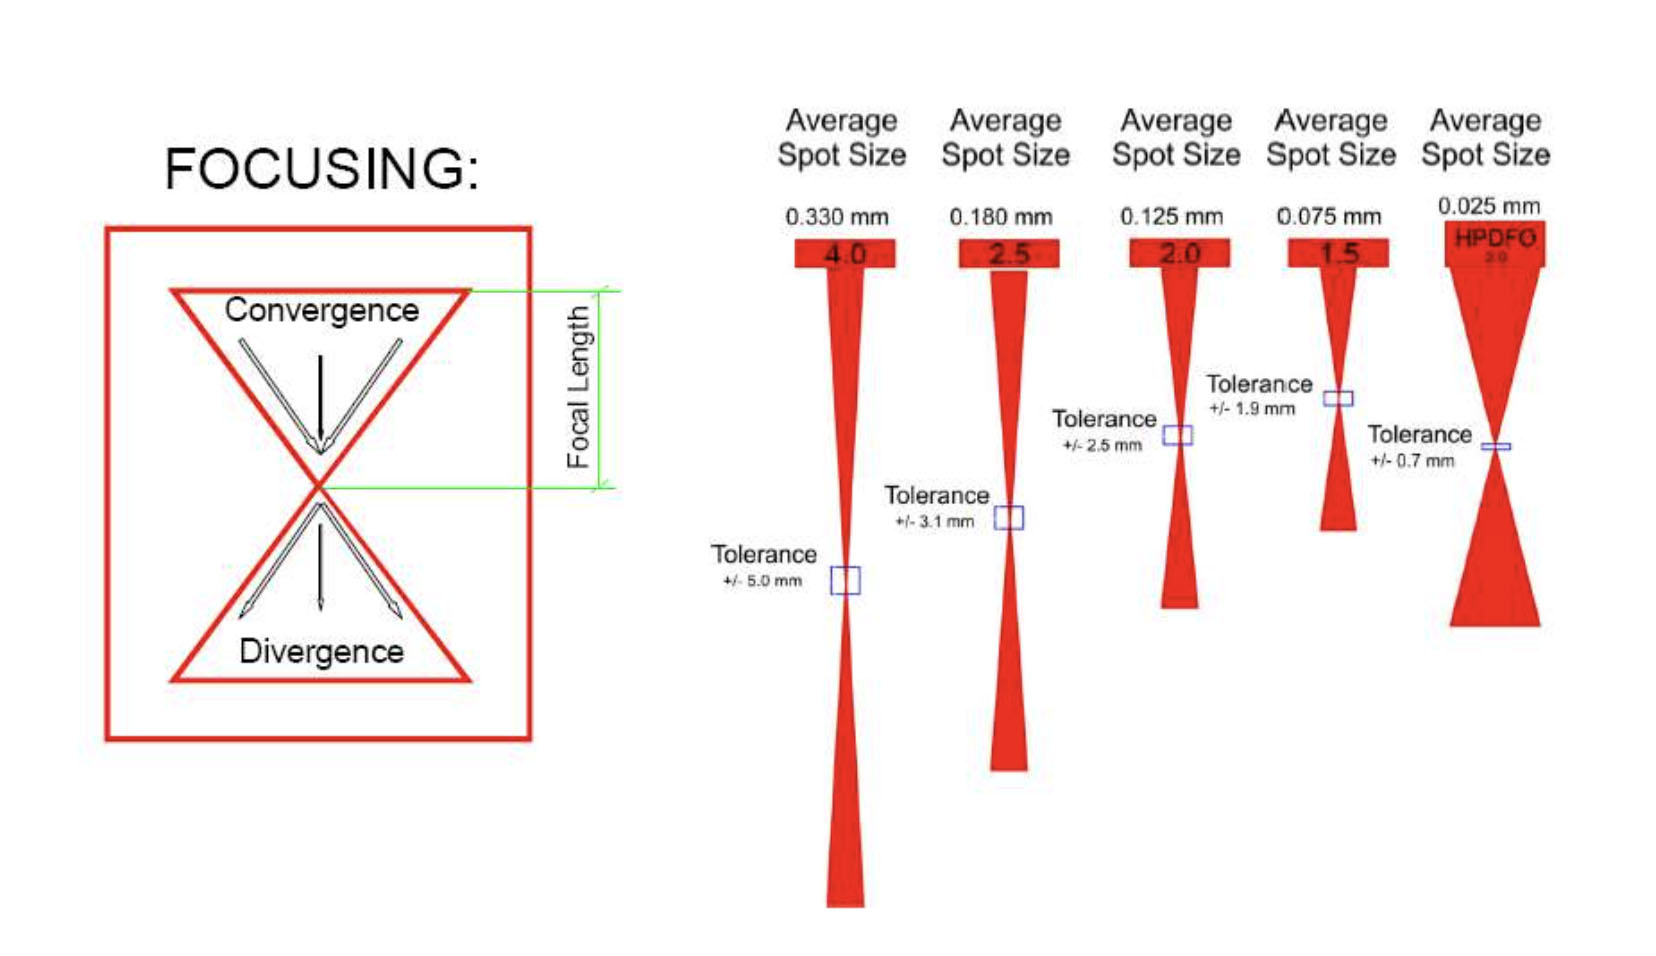 FOCUSING:
Convergence
Divergence
Focal Length
Average
Spot Size
0.330 mm
4.0
Tolerance
+/- 5.0 mm
Average
Spot Size
0.180 mm
2.5
Tolerance
+/- 3.1 mm
Average
Spot Size
0.125 mm
2.0
Tolerance
+/- 2.5 mm
Average
Spot Size
0.075 mm
1.5
Tolerance
+/- 1.9 mm
Average
Spot Size
0.025 mm
HPDFO
2.0
Tolerance
+/- 0.7 mm